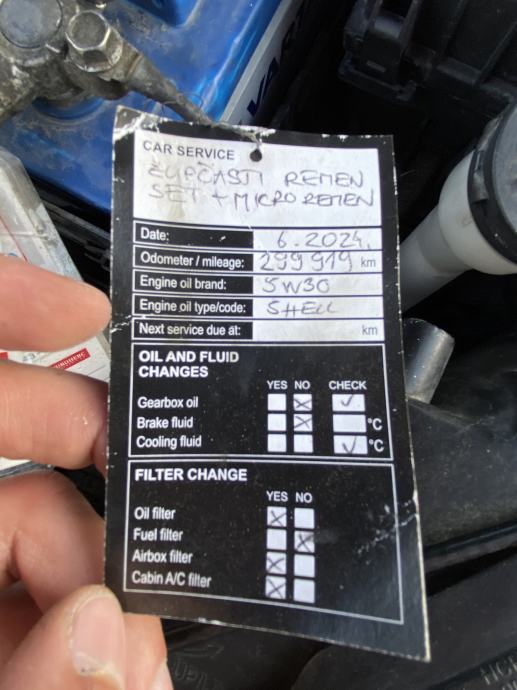 VART
CAR SERVICE
ZUPČASTI REMEN
SET + MICRO REMEN
Date: 6.2024.
Odometer / mileage: 299919 km
Engine oil brand: 5W30
Engine oil type/code: SHELL
Next service due at: km
OIL AND FLUID
CHANGES
YES NO CHECK
Gearbox oil
Brake fluid °C
Cooling fluid °C
FILTER CHANGE
YES NO
Oil filter
Fuel filter
Airbox filter
Cabin A/C filter